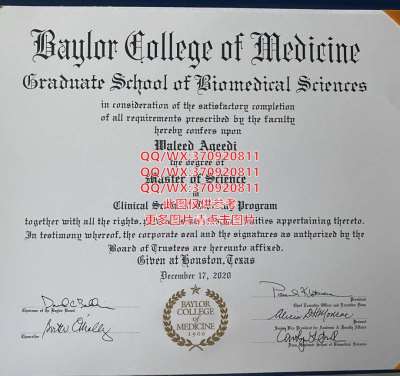 Baylor College of Medicine
Graduate School of Biomedical Sciences
in consideration of the satisfactory completion
of all requirements prescribed by the faculty
hereby confers upon
Waleed Aqeedi
QQ/WX:370920811
the degree of
QQ/WX:370920811
Master of Science
QQ/WX:370920811
in
此图仅供参考
Clinical Program
更多图片请点击图片
together with all the rights, appertaining thereto.
In testimony whereof, the corporate seal and the signatures as authorized by the
Board of Trustees are hereunto affixed.
Given at Houston, Texas
December 17, 2020
BAYLOR
COLLEGE
OF
MEDICINE
1900
Chancellor
President